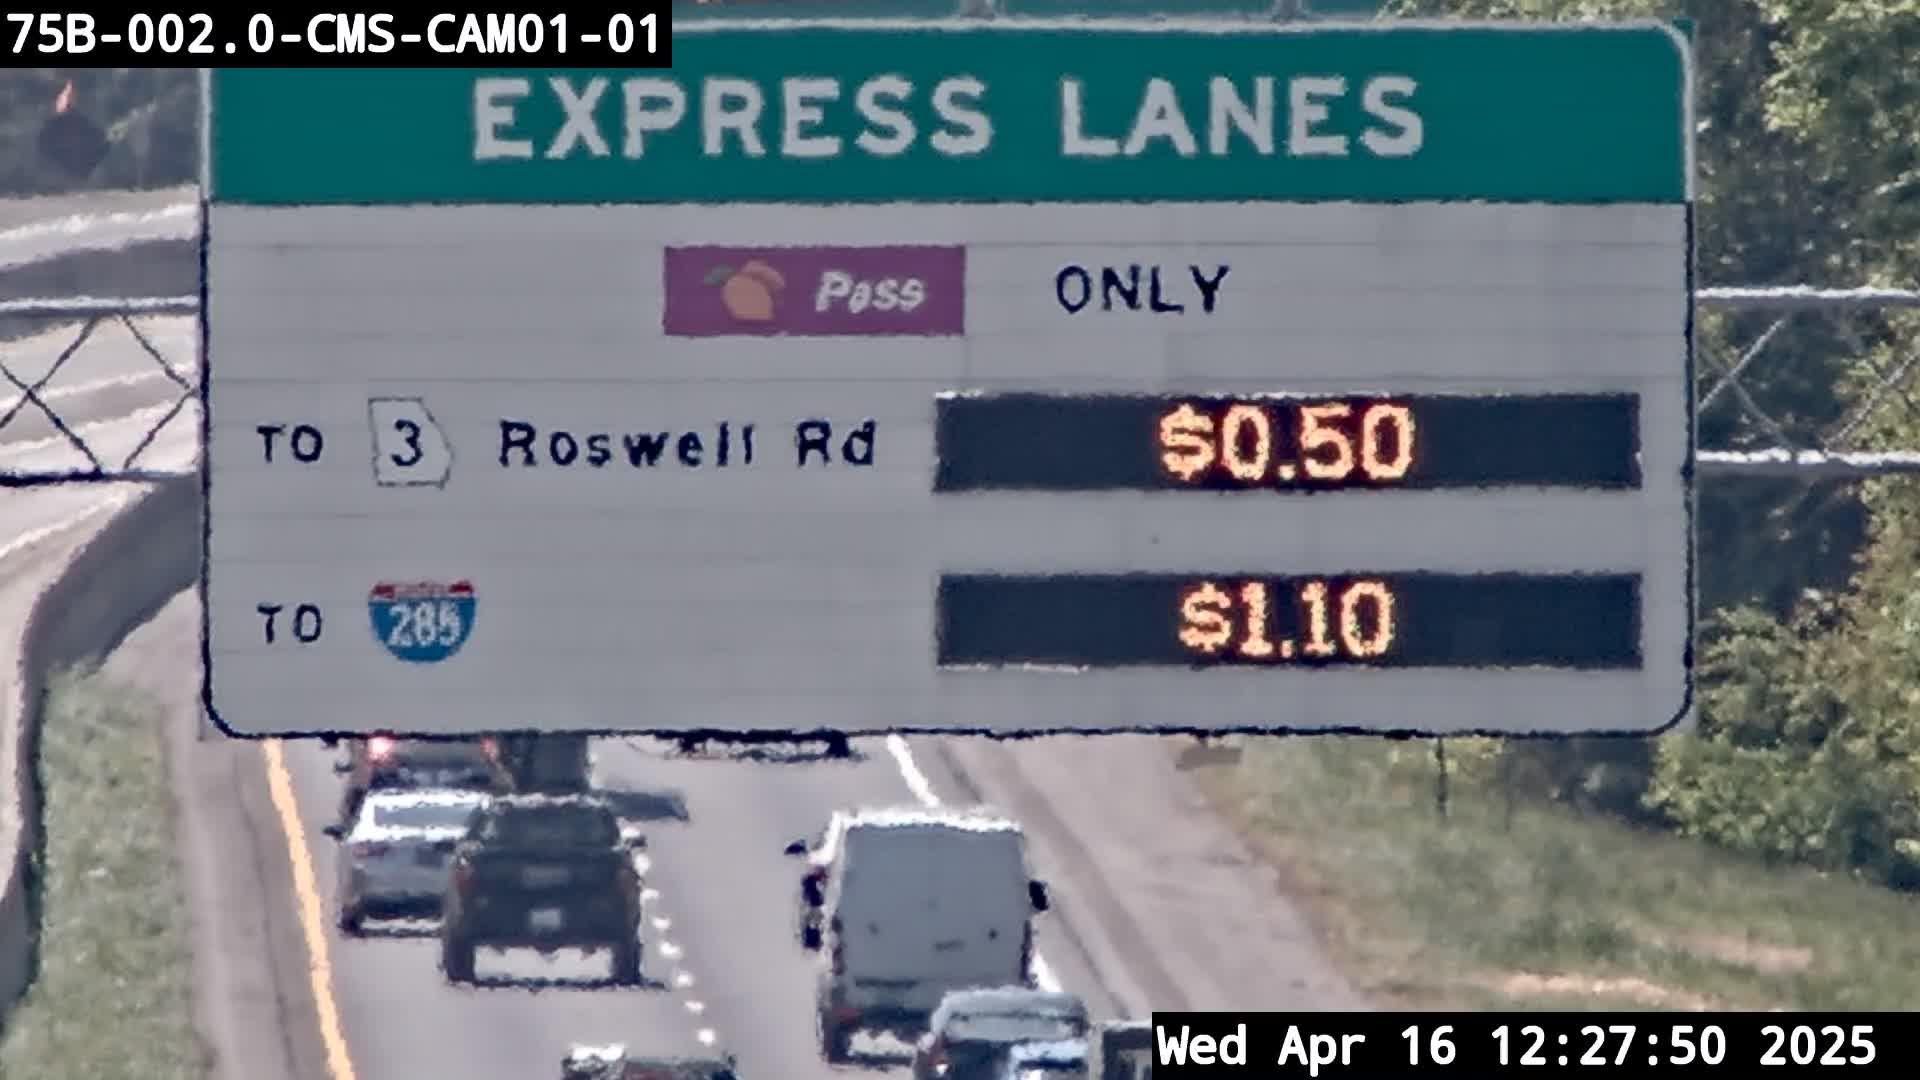 75B-002.0-CMS-CAM01-01
EXPRESS LANES
Pass ONLY
TO 3 Roswell Rd $0.50
TO 285 $1.10
Wed Apr 16 12:27:50 2025